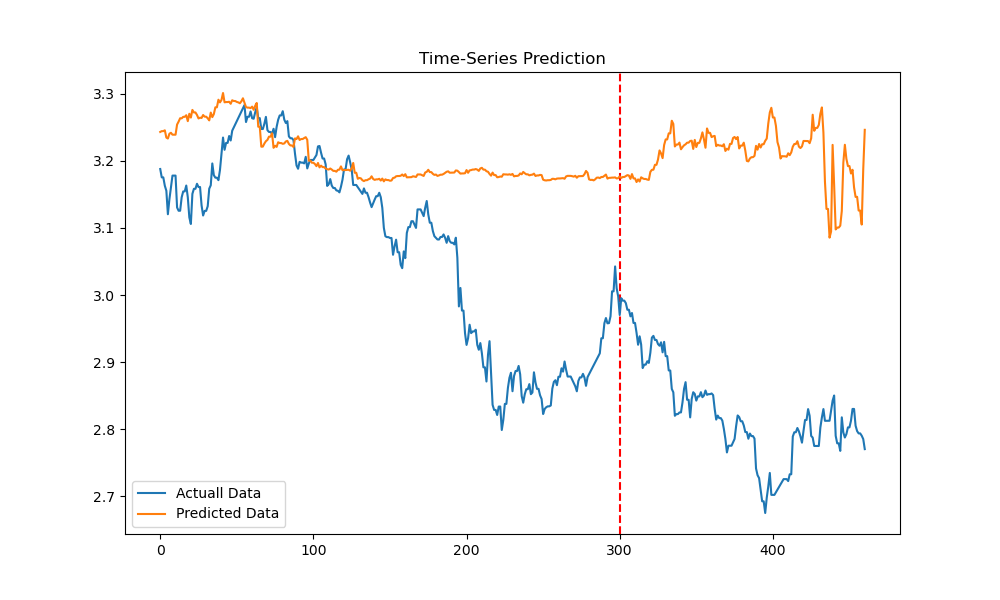 Time-Series Prediction
3.3
3.2
3.1
3.0
2.9
2.8
2.7
Actuall Data
Predicted Data
0 100 200 300 400